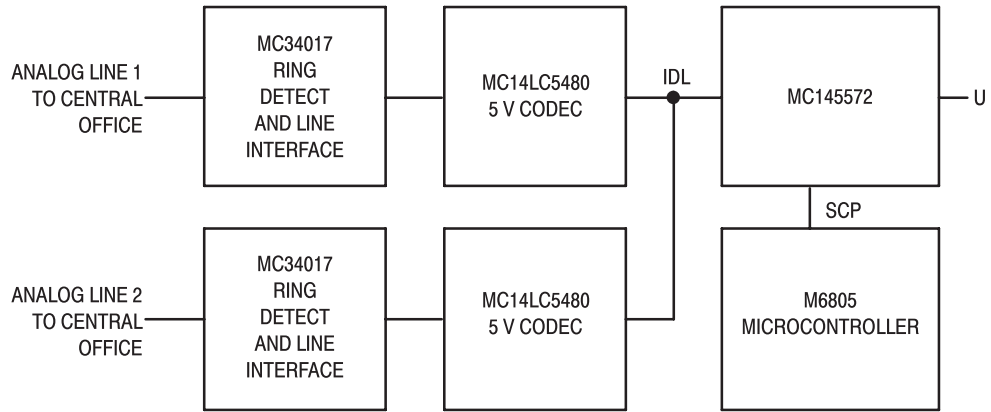 ANALOG LINE 1
TO CENTRAL
OFFICE
MC34017
RING
DETECT
AND LINE
INTERFACE
MC14LC5480
5 V CODEC
IDL
MC145572
U
SCP
ANALOG LINE 2
TO CENTRAL
OFFICE
MC34017
RING
DETECT
AND LINE
INTERFACE
MC14LC5480
5 V CODEC
M6805
MICROCONTROLLER